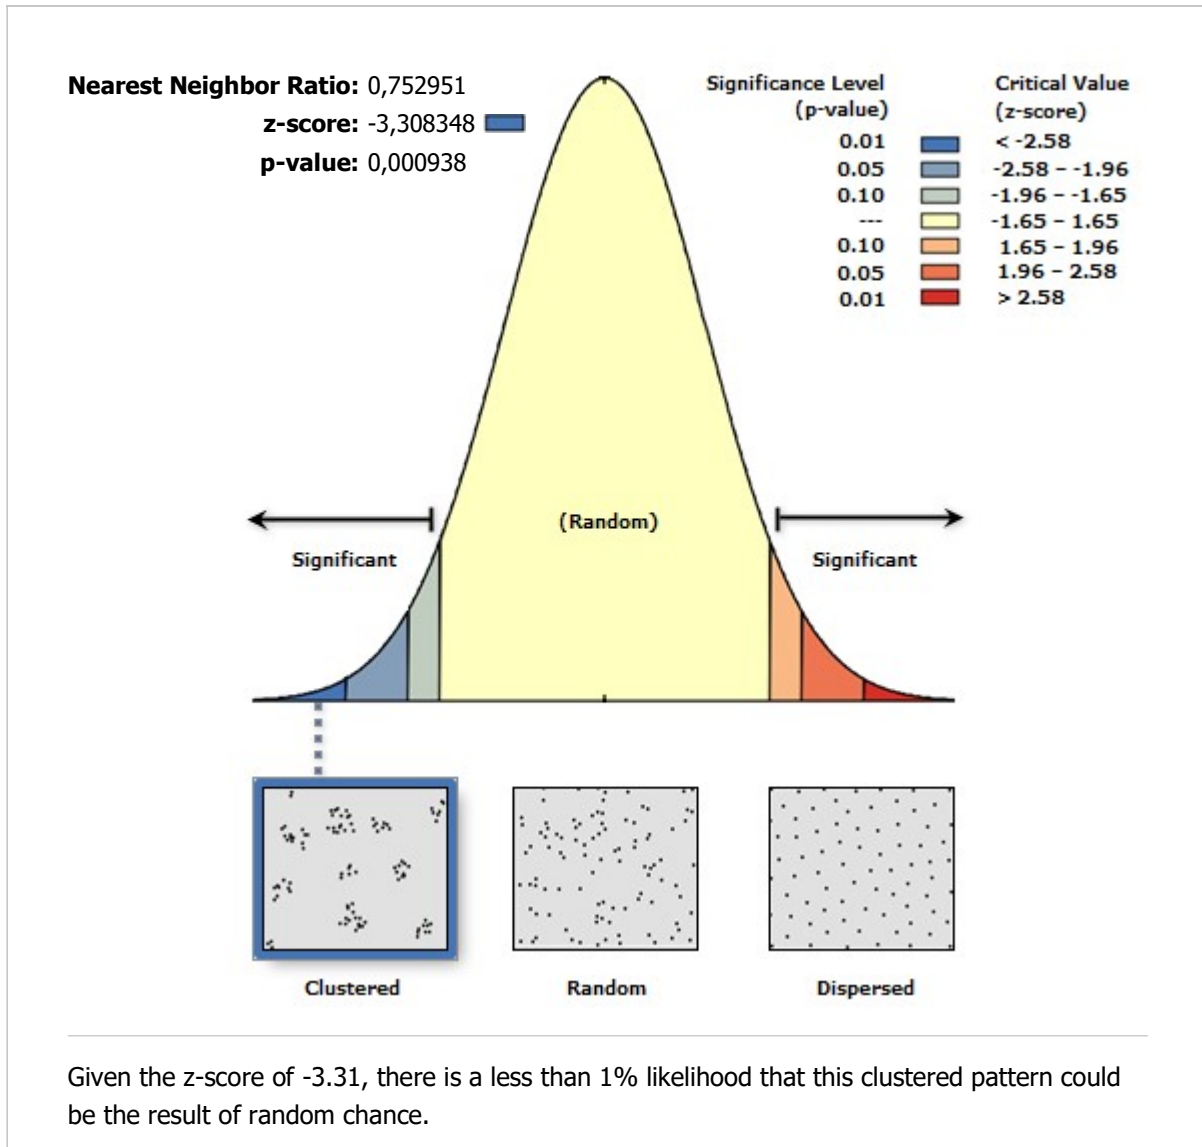 Nearest Neighbor Ratio: 0,752951
z-score: -3,308348
p-value: 0,000938
Significance Level
(p-value)
Critical Value
(z-score)
0.01 < -2.58
0.05 -2.58 – -1.96
0.10 -1.96 – -1.65
--- -1.65 – 1.65
0.10 1.65 – 1.96
0.05 1.96 – 2.58
0.01 > 2.58
Significant
(Random)
Significant
Clustered
Random
Dispersed
Given the z-score of -3.31, there is a less than 1% likelihood that this clustered pattern could
be the result of random chance.